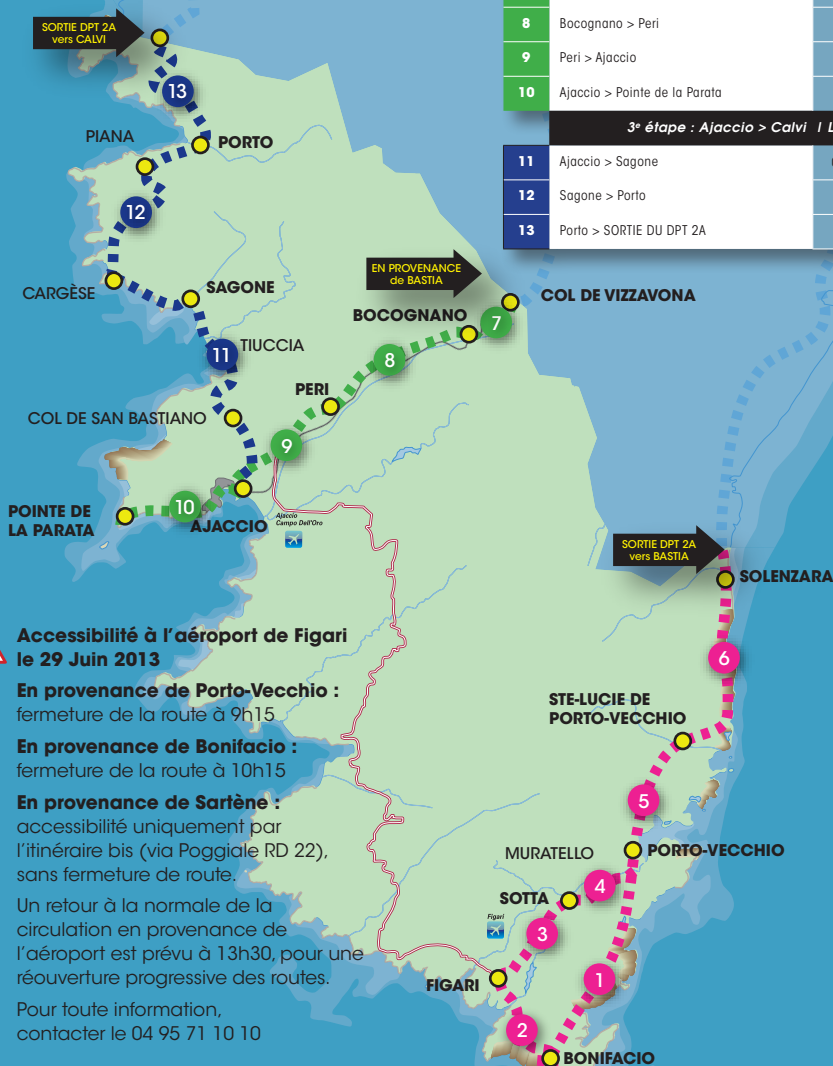 SORTIE DPT 2A
vers CALVI
8 Bocognano > Peri
9 Peri > Ajaccio
10 Ajaccio > Pointe de la Parata
3e étape : Ajaccio > Calvi I L
11 Ajaccio > Sagone
12 Sagone > Porto
13 Porto > SORTIE DU DPT 2A
13
PIANA
PORTO
12
CARGÈSE
SAGONE
EN PROVENANCE
de BASTIA
COL DE VIZZAVONA
BOCOGNANO
7
11
TIUCCIA
8
PERI
COL DE SAN BASTIANO
9
10
POINTE DE
LA PARATA
AJACCIO
Ajaccio
Campo Dell'Oro
SORTIE DPT 2A
vers BASTIA
SOLENZARA
6
STE-LUCIE DE
PORTO-VECCHIO
5
MURATELLO
PORTO-VECCHIO
4
SOTTA
Figari
3
1
FIGARI
2
BONIFACIO
Accessibilité à l'aéroport de Figari
le 29 Juin 2013
En provenance de Porto-Vecchio :
fermeture de la route à 9h15
En provenance de Bonifacio :
fermeture de la route à 10h15
En provenance de Sartène :
accessibilité uniquement par
l'itinéraire bis (via Poggiale RD 22),
sans fermeture de route.
Un retour à la normale de la
circulation en provenance de
l'aéroport est prévu à 13h30, pour une
réouverture progressive des routes.
Pour toute information,
contacter le 04 95 71 10 10